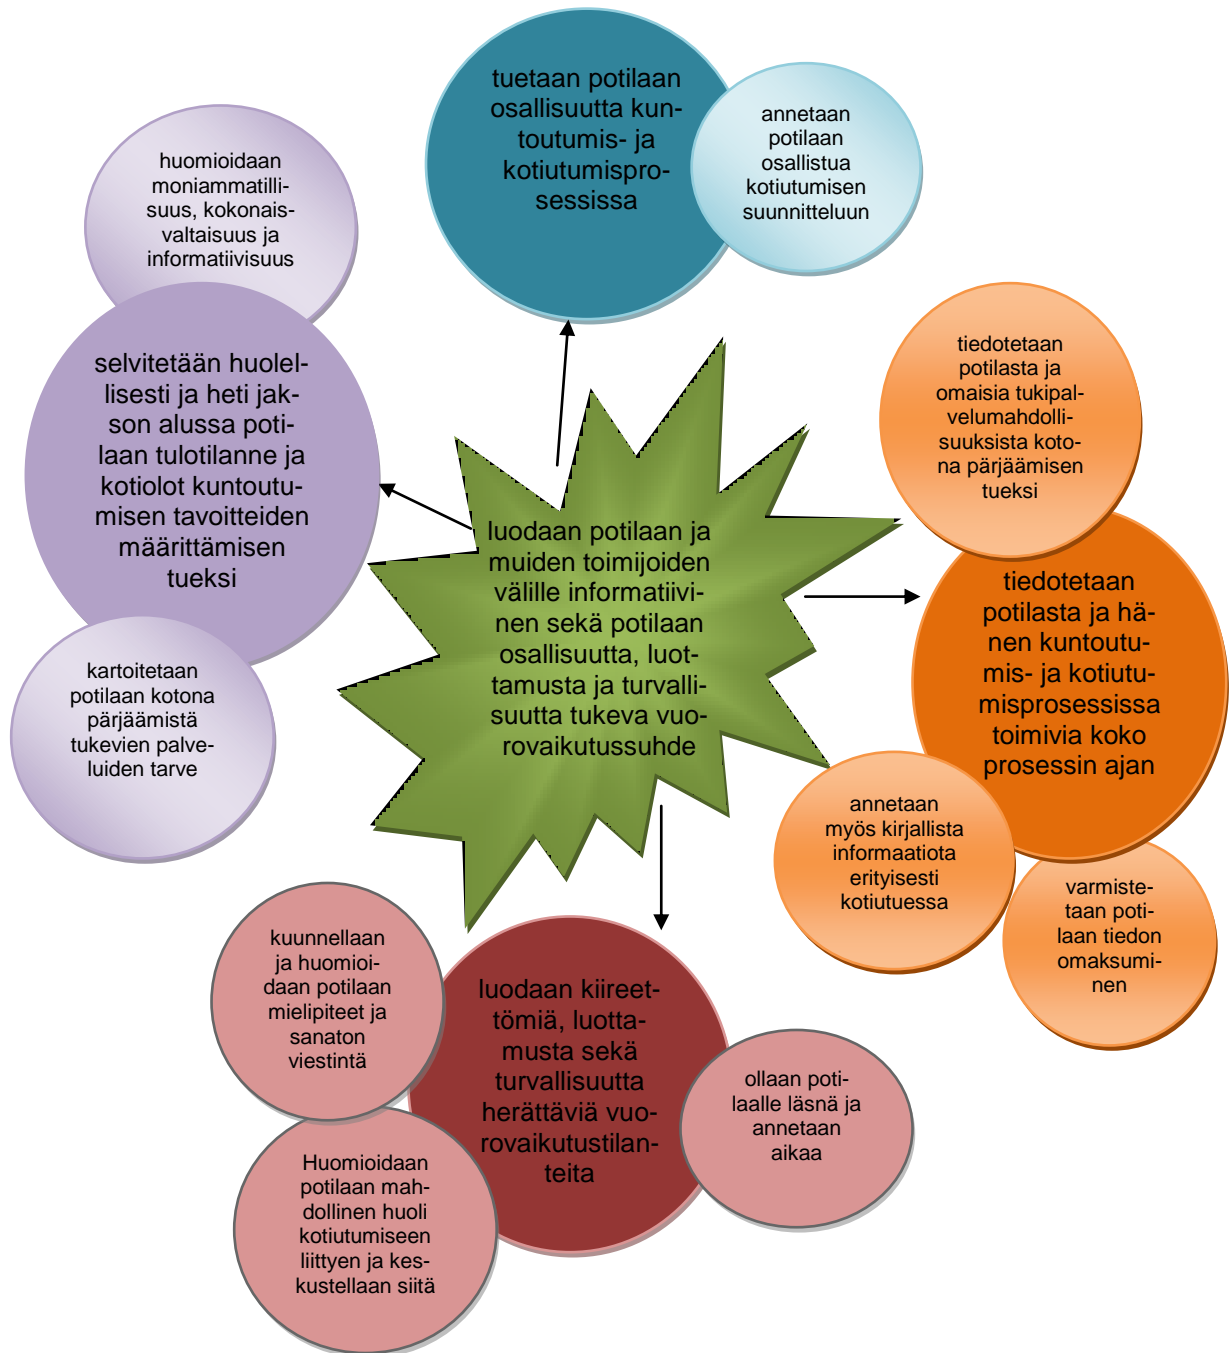 tuetaan potilaan
osallisuutta kun-
toutumis- ja
kotiutumispro-
sessissa
annetaan
potilaan
osallistua
kotiutumisen
suunnitteluun
huomioidaan
moniammatilli-
suus, kokonais-
valtaisuus ja
informatiivisuus
selvitetään huolel-
lisesti ja heti jak-
son alussa poti-
laan tulotilanne ja
kotiolot kuntoutu-
misen tavoitteiden
määrittämisen
tueksi
kartoitetaan
potilaan kotona
pärjäämistä
tukevien palve-
luiden tarve
luodaan potilaan ja
muiden toimijoiden
välille informatiivi-
nen sekä potilaan
osallisuutta, luot-
tamusta ja turvalli-
suutta tukeva vuo-
rovaikutussuhde
tiedotetaan
potilasta ja
omaisia tukipal-
velumahdolli-
suuksista koto-
na pärjäämisen
tueksi
tiedotetaan
potilasta ja hä-
nen kuntoutu-
mis- ja kotiutu-
misprosessissa
toimivia koko
prosessin ajan
annetaan
myös kirjallista
informaatiota
erityisesti
kotiutuessa
varmiste-
taan poti-
laan tiedon
omaksumi-
nen
kuunnellaan
ja huomioi-
daan potilaan
mielipiteet ja
sanaton
viestintä
luodaan kiireet-
tömiä, luotta-
musta sekä
turvallisuutta
herättäviä vuo-
rovaikutustilan-
teita
ollaan poti-
laalle läsnä ja
annetaan
aikaa
Huomioidaan
potilaan mah-
dollinen huoli
kotiutumiseen
liittyen ja kes-
kustellaan siitä